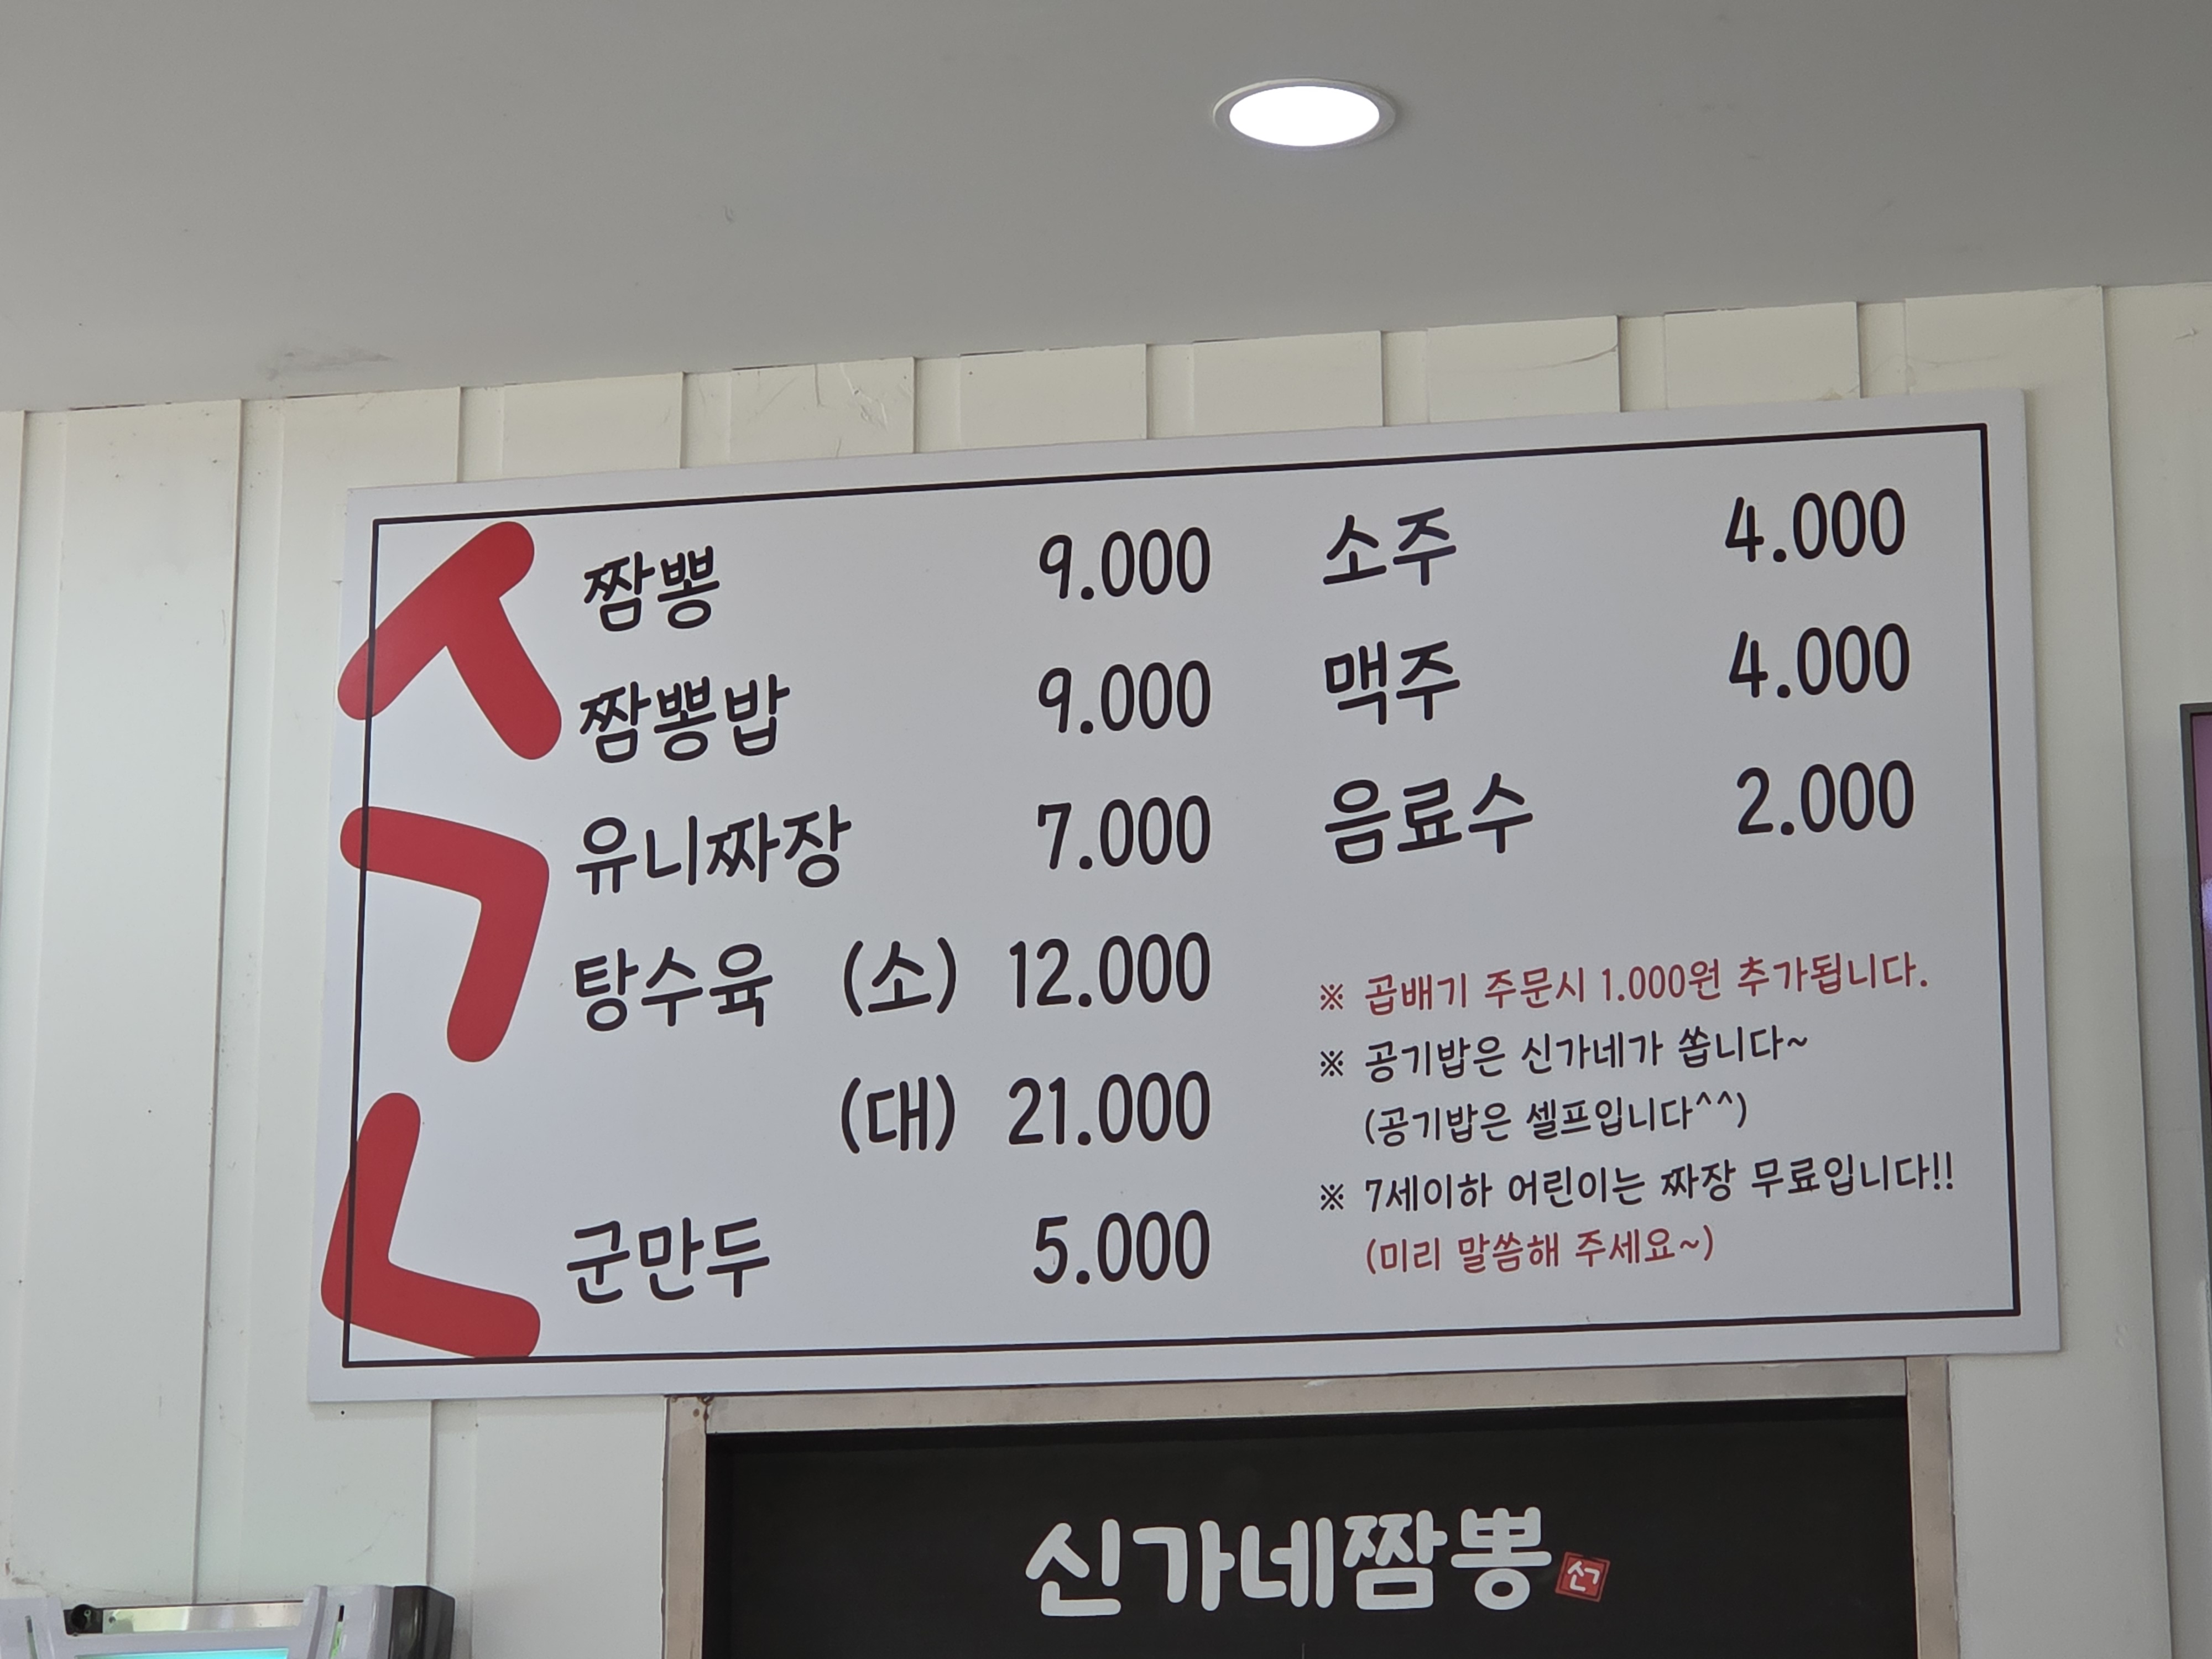 ㅅ
ㄱ
ㄴ
짬뽕 9.000
짬뽕밥 9.000
유니짜장 7.000
탕수육 (소) 12.000
(대) 21.000
군만두 5.000
소주 4.000
맥주 4.000
음료수 2.000
※ 곱배기 주문시 1.000원 추가됩니다.
※ 공기밥은 신가네가 쏩니다~
(공기밥은 셀프입니다^^)
※ 7세이하 어린이는 짜장 무료입니다!!
(미리 말씀해 주세요~)
신가네짬뽕